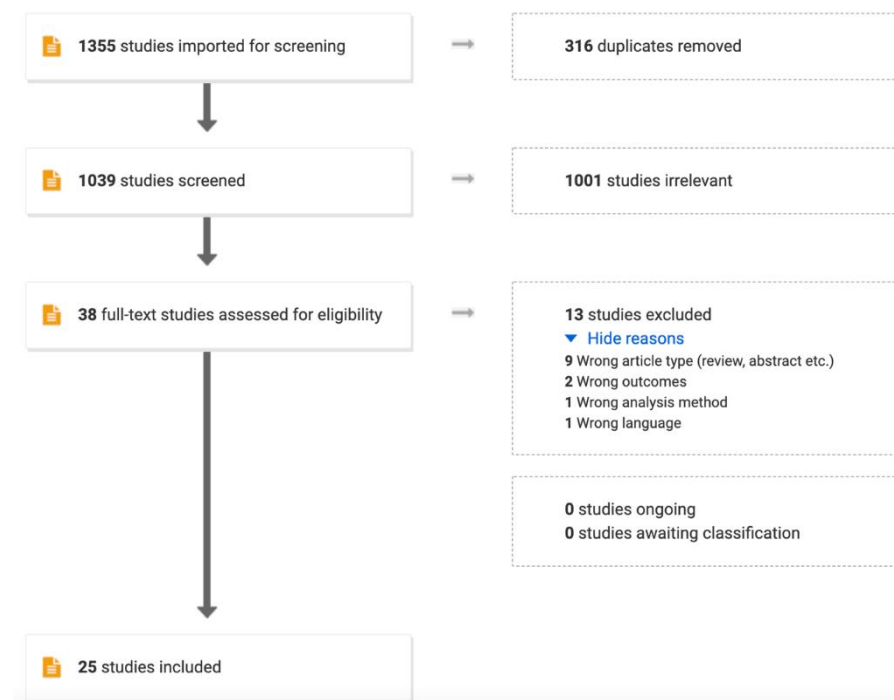 1355 studies imported for screening
316 duplicates removed
1039 studies screened
1001 studies irrelevant
38 full-text studies assessed for eligibility
13 studies excluded
Hide reasons
9 Wrong article type (review, abstract etc.)
2 Wrong outcomes
1 Wrong analysis method
1 Wrong language
0 studies ongoing
0 studies awaiting classification
25 studies included